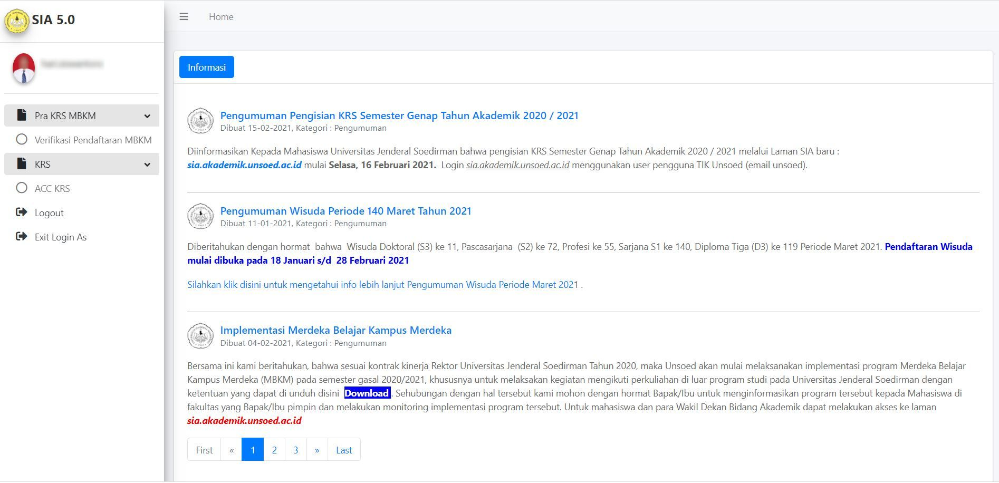 SIA 5.0
Home
Informasi
Pra KRS MBKM
Verifikasi Pendaftaran MBKM
KRS
ACC KRS
Logout
Exit Login As
Pengumuman Pengisian KRS Semester Genap Tahun Akademik 2020 / 2021
Dibuat 15-02-2021, Kategori : Pengumuman
Diinformasikan Kepada Mahasiswa Universitas Jenderal Soedirman bahwa pengisian KRS Semester Genap Tahun Akademik 2020 / 2021 melalui Laman SIA baru :
sia.akademik.unsoed.ac.id mulai Selasa, 16 Februari 2021.  Login sia.akademik.unsoed.ac.id menggunakan user pengguna TIK Unsoed (email unsoed).
Pengumuman Wisuda Periode 140 Maret Tahun 2021
Dibuat 11-01-2021, Kategori : Pengumuman
Diberitahukan dengan hormat  bahwa  Wisuda Doktoral (S3) ke 11, Pascasarjana  (S2) ke 72, Profesi ke 55, Sarjana S1 ke 140, Diploma Tiga (D3) ke 119 Periode Maret 2021. Pendaftaran Wisuda
mulai dibuka pada 18 Januari s/d  28 Februari 2021
Silahkan klik disini untuk mengetahui info lebih lanjut Pengumuman Wisuda Periode Maret 2021 .
Implementasi Merdeka Belajar Kampus Merdeka
Dibuat 04-02-2021, Kategori : Pengumuman
Bersama ini kami beritahukan, bahwa sesuai kontrak kinerja Rektor Universitas Jenderal Soedirman Tahun 2020, maka Unsoed akan mulai melaksanakan implementasi program Merdeka Belajar
Kampus Merdeka (MBKM) pada semester gasal 2020/2021, khususnya untuk melaksakan kegiatan mengikuti perkuliahan di luar program studi pada Universitas Jenderal Soedirman dengan
ketentuan yang dapat di unduh disini  Download . Sehubungan dengan hal tersebut kami mohon dengan hormat Bapak/Ibu untuk menginformasikan program tersebut kepada Mahasiswa di
fakultas yang Bapak/Ibu pimpin dan melakukan monitoring implementasi program tersebut. Untuk mahasiswa dan para Wakil Dekan Bidang Akademik dapat melakukan akses ke laman
sia.akademik.unsoed.ac.id
First « 1 2 3 » Last